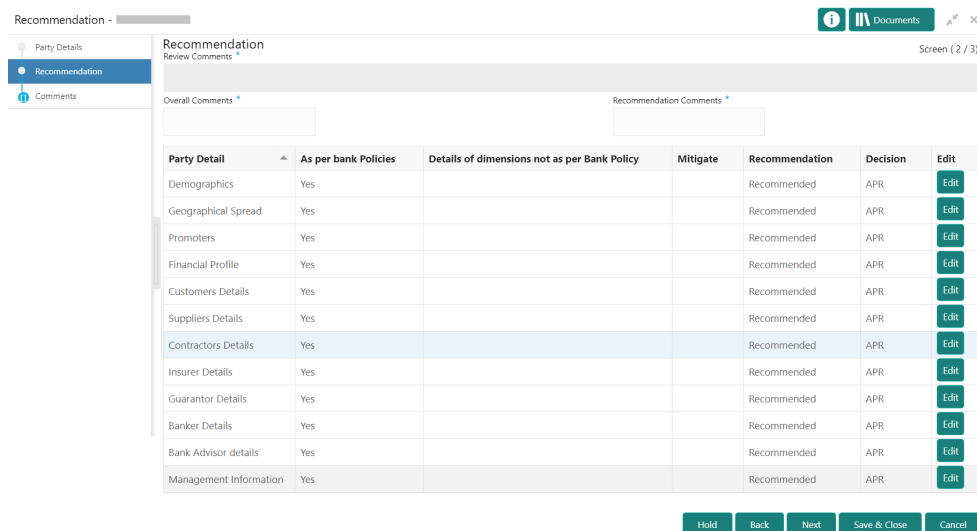 Recommendation -
i Documents
Party Details
Recommendation
Comments
Recommendation
Screen ( 2 / 3)
Review Comments *
Overall Comments * Recommendation Comments *
Party Detail As per bank Policies Details of dimensions not as per Bank Policy Mitigate Recommendation Decision Edit
Demographics Yes Recommended APR Edit
Geographical Spread Yes Recommended APR Edit
Promoters Yes Recommended APR Edit
Financial Profile Yes Recommended APR Edit
Customers Details Yes Recommended APR Edit
Suppliers Details Yes Recommended APR Edit
Contractors Details Yes Recommended APR Edit
Insurer Details Yes Recommended APR Edit
Guarantor Details Yes Recommended APR Edit
Banker Details Yes Recommended APR Edit
Bank Advisor details Yes Recommended APR Edit
Management Information Yes Recommended APR Edit
Hold Back Next Save & Close Cancel